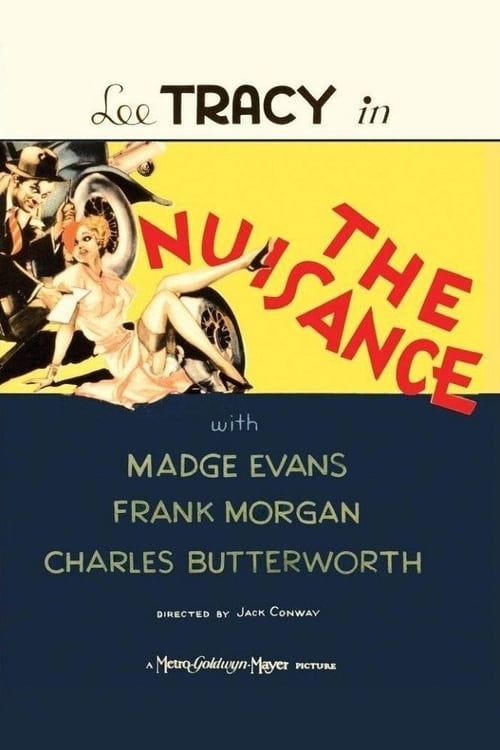 Lee TRACY in
THE
NUISANCE
with
MADGE EVANS
FRANK MORGAN
CHARLES BUTTERWORTH
DIRECTED BY JACK CONWAY
A Metro-Goldwyn-Mayer PICTURE